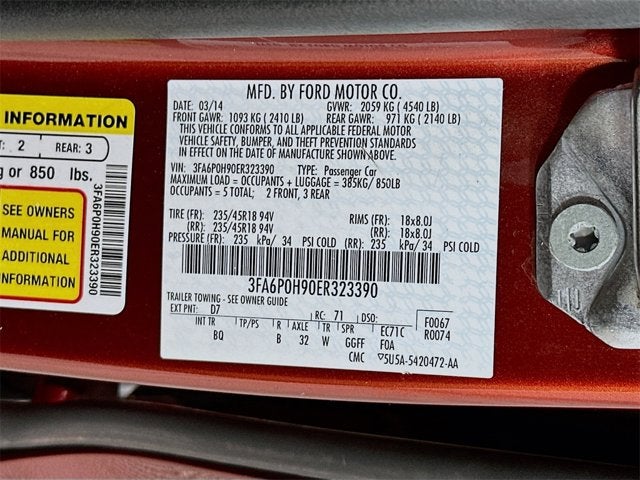 INFORMATION
2 REAR: 3
or 850 lbs.
SEE OWNERS
MANUAL FOR
ADDITIONAL
INFORMATION
3FA6P0H90ER323390
MFD. BY FORD MOTOR CO.
DATE: 03/14 GVWR: 2059 KG ( 4540 LB)
FRONT GAWR: 1093 KG ( 2410 LB) REAR GAWR: 971 KG ( 2140 LB)
THIS VEHICLE CONFORMS TO ALL APPLICABLE FEDERAL MOTOR
VEHICLE SAFETY, BUMPER, AND THEFT PREVENTION STANDARDS
IN EFFECT ON THE DATE OF MANUFACTURE SHOWN ABOVE.
VIN: 3FA6P0H90ER323390 TYPE: Passenger Car
MAXIMUM LOAD = OCCUPANTS + LUGGAGE = 385KG/ 850LB
OCCUPANTS = 5 TOTAL; 2 FRONT, 3 REAR
TIRE (FR): 235/45R18 94V RIMS (FR): 18x8.0J
(RR): 235/45R18 94V (RR): 18x8.0J
PRESSURE (FR): 235 kPa/ 34 PSI COLD (RR): 235 kPa/ 34 PSI COLD
3FA6P0H90ER323390
TRAILER TOWING - SEE OWNER GUIDE
EXT PNT: D7 RC: 71 DSO: F0067
INT TR TP/PS R AXLE TR SPR EC71C R0074
BQ B 32 W GGFF F0A
CMC ▽5U5A-5420472-AA